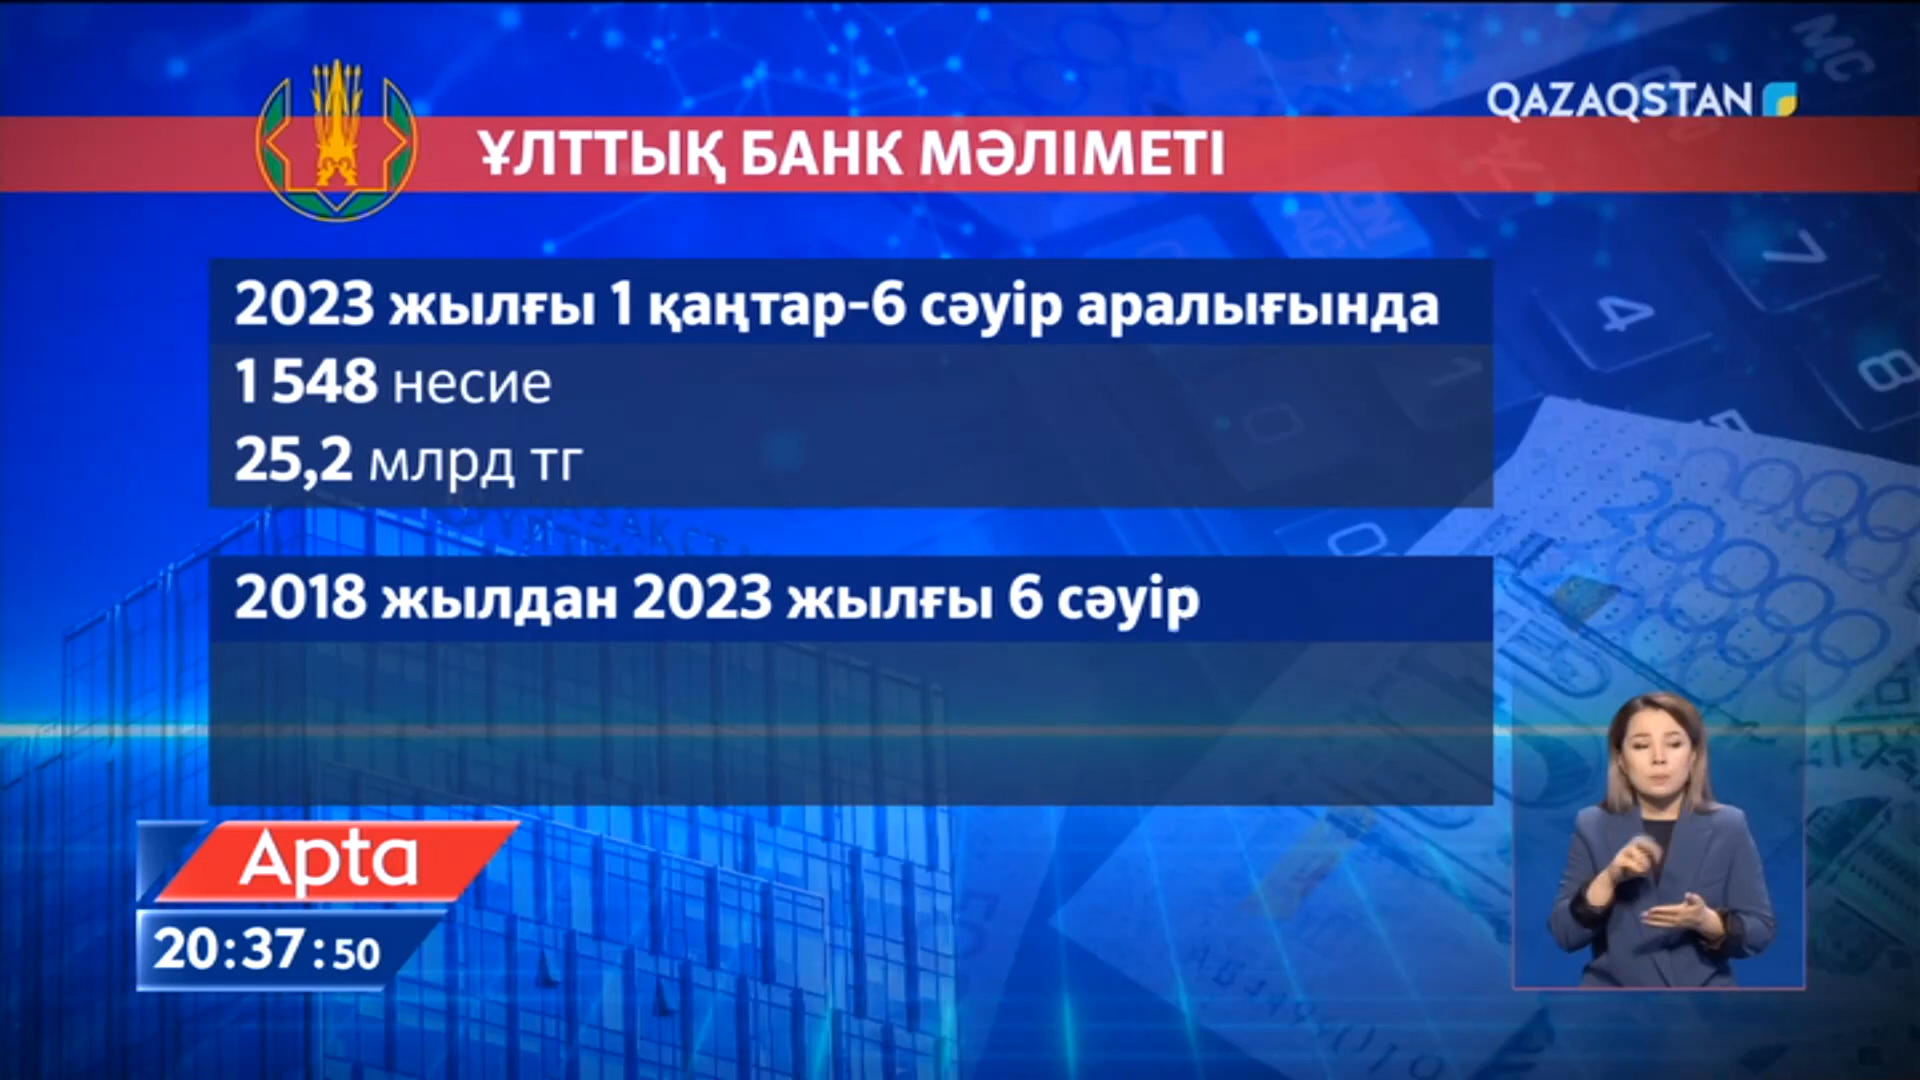 QAZAQSTAN
ҰЛТТЫҚ БАНК МӘЛІМЕТІ
2023 жылғы 1 қаңтар-6 сәуір аралығында
1 548 несие
25,2 млрд тг
2018 жылдан 2023 жылғы 6 сәуір
Apta
20:37:50